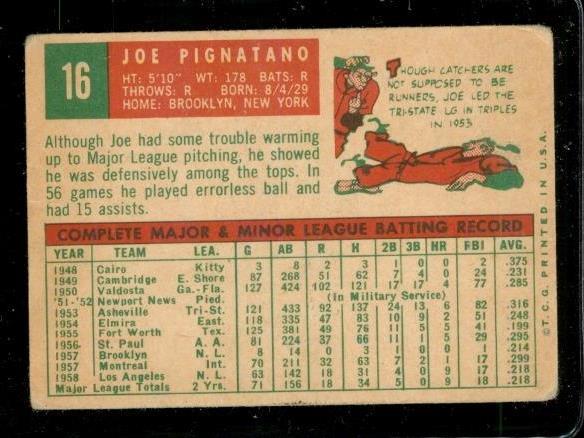 16
JOE PIGNATANO
HT: 5'10" WT: 178 BATS: R
THROWS: R BORN: 8/4/29
HOME: BROOKLYN, NEW YORK
THOUGH CATCHERS ARE
NOT SUPPOSED TO BE
RUNNERS, JOE LED THE
TRI-STATE LG IN TRIPLES
IN 1953
Although Joe had some trouble warming
up to Major League pitching, he showed
he was defensively among the tops. In
56 games he played errorless ball and
had 15 assists.
COMPLETE MAJOR & MINOR LEAGUE BATTING RECORD
YEAR TEAM LEA. G AB R H 2B 3B HR RBI AVG.
1948 Cairo Kitty 3 8 2 3 1 0 0 2 .375
1949 Cambridge E. Shore 87 268 51 62 7 4 0 24 .231
1950 Valdosta Ga.-Fla. 127 424 102 121 17 17 4 77 .285
'51-'52 Newport News Pied. (In Military Service)
1953 Asheville Tri-St. 121 433 92 137 24 13 6 82 .316
1954 Elmira East. 118 335 47 83 10 9 2 51 .248
1955 Fort Worth Tex. 125 381 49 76 11 5 5 41 .199
1956 St. Paul A. A. 81 224 37 66 11 1 5 29 .295
1957 Brooklyn N. L. 8 14 0 3 1 0 0 1 .214
1957 Montreal Int. 70 211 32 63 7 2 1 17 .299
1958 Los Angeles N. L. 63 142 18 31 4 0 9 17 .218
Major League Totals 2 Yrs. 71 156 18 34 5 0 9 18 .218
©T.C.G. PRINTED IN U.S.A.